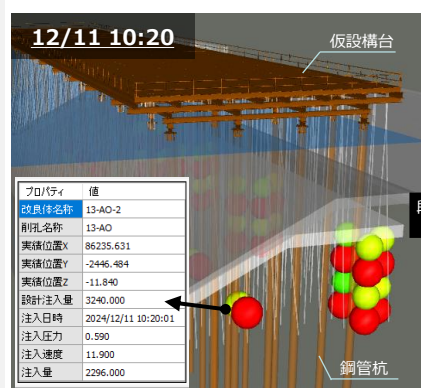 12/11 10:20
仮設構台
プロパティ 値
改良体名称 13-AO-2
削孔名称 13-AO
実績位置X 86235.631
実績位置Y -2446.484
実績位置Z -11.840
設計注入量 3240.000
注入日時 2024/12/11 10:20:01
注入圧力 0.590
注入速度 11.900
注入量 2296.000
鋼管杭